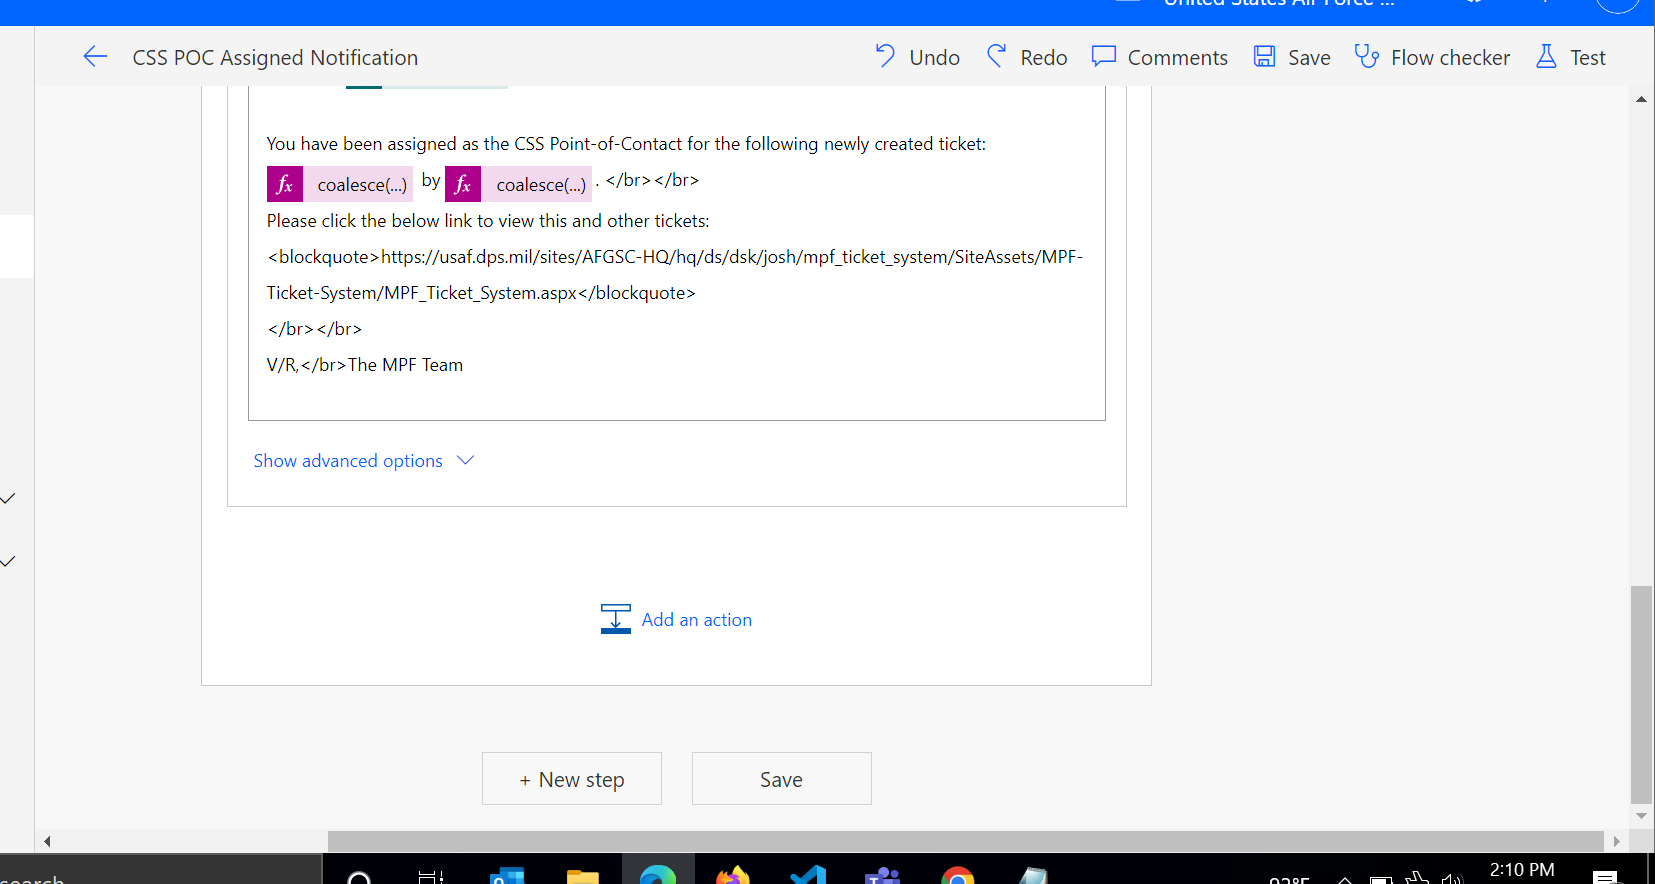 United States Air Force ...
CSS POC Assigned Notification
Undo
Redo
Comments
Save
Flow checker
Test
You have been assigned as the CSS Point-of-Contact for the following newly created ticket:
fx coalesce(...) by fx coalesce(...) . </br></br>
Please click the below link to view this and other tickets:
<blockquote>https://usaf.dps.mil/sites/AFGSC-HQ/hq/ds/dsk/josh/mpf_ticket_system/SiteAssets/MPF-
Ticket-System/MPF_Ticket_System.aspx</blockquote>
</br></br>
V/R,</br>The MPF Team
Show advanced options
Add an action
+ New step
Save
search
2:10 PM